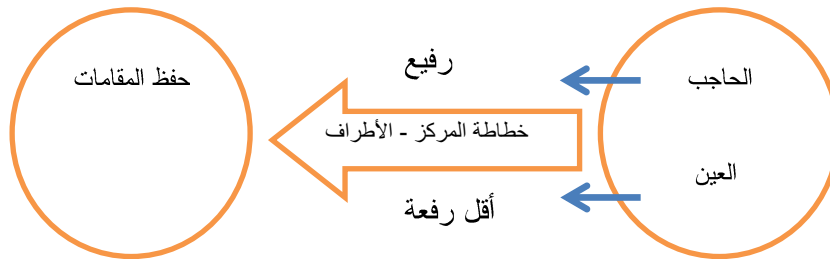 الحاجب
العين
رفيع
خطاطة المركز - الأطراف
أقل رفعة
حفظ المقامات